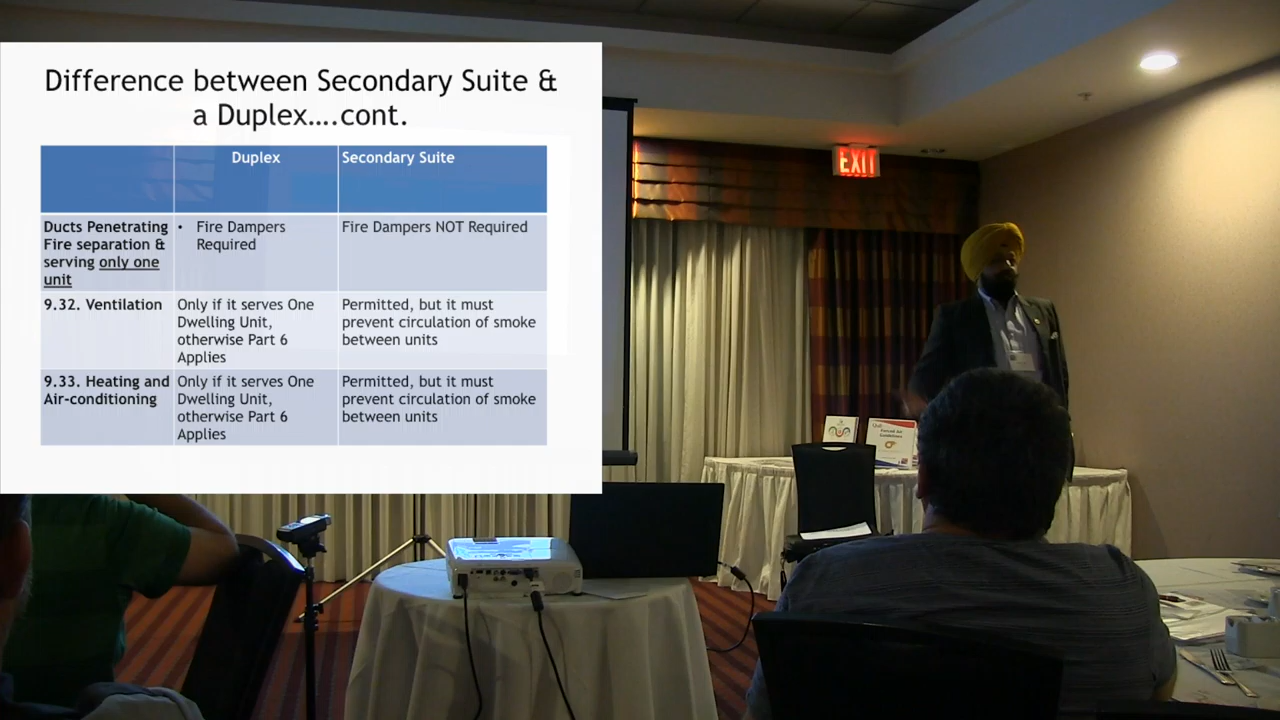 Difference between Secondary Suite &
a Duplex....cont.
Duplex
Secondary Suite
Ducts Penetrating
Fire separation &
serving only one
unit
• Fire Dampers
Required
Fire Dampers NOT Required
9.32. Ventilation
Only if it serves One
Dwelling Unit,
otherwise Part 6
Applies
Permitted, but it must
prevent circulation of smoke
between units
9.33. Heating and
Air-conditioning
Only if it serves One
Dwelling Unit,
otherwise Part 6
Applies
Permitted, but it must
prevent circulation of smoke
between units
EXIT
Forced Air
Guidelines